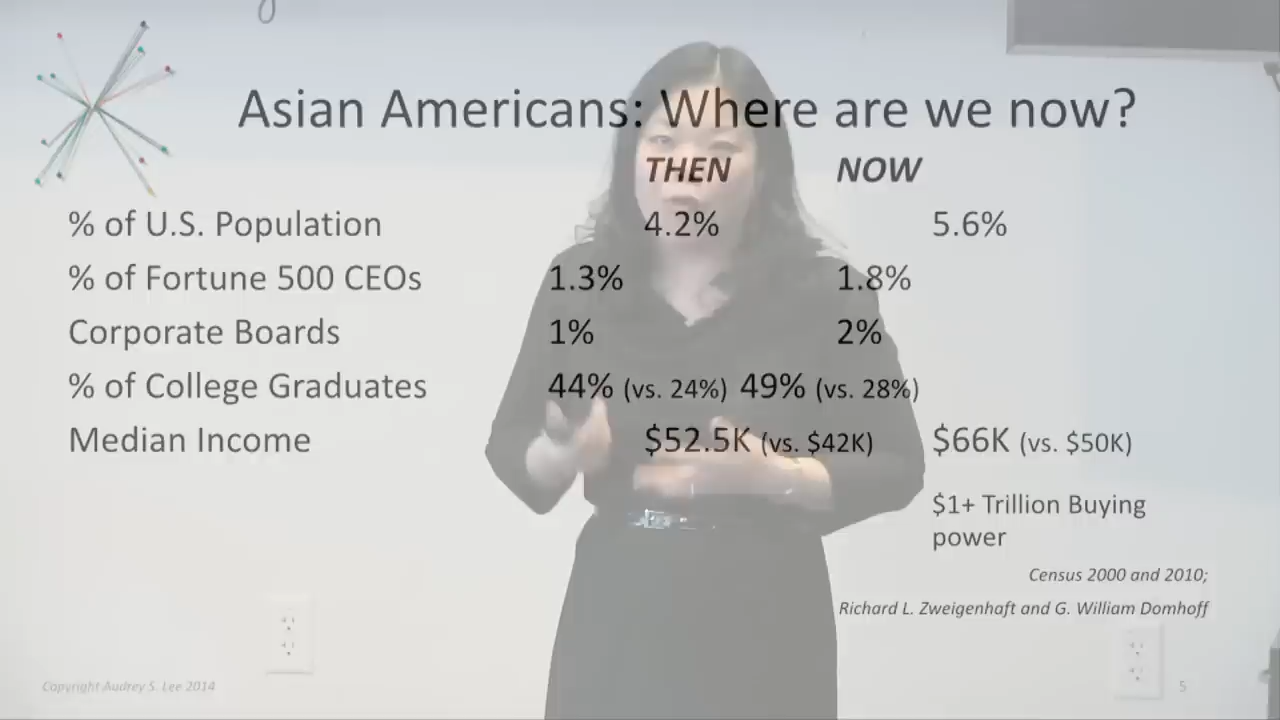 Asian Americans: Where are we now?
THEN NOW
% of U.S. Population 4.2% 5.6%
% of Fortune 500 CEOs 1.3% 1.8%
Corporate Boards 1% 2%
% of College Graduates 44% (vs. 24%) 49% (vs. 28%)
Median Income $52.5K (vs. $42K) $66K (vs. $50K)
$1+ Trillion Buying
power
Census 2000 and 2010;
Richard L. Zweigenhaft and G. William Domhoff
Copyright Audrey S. Lee 2014 5